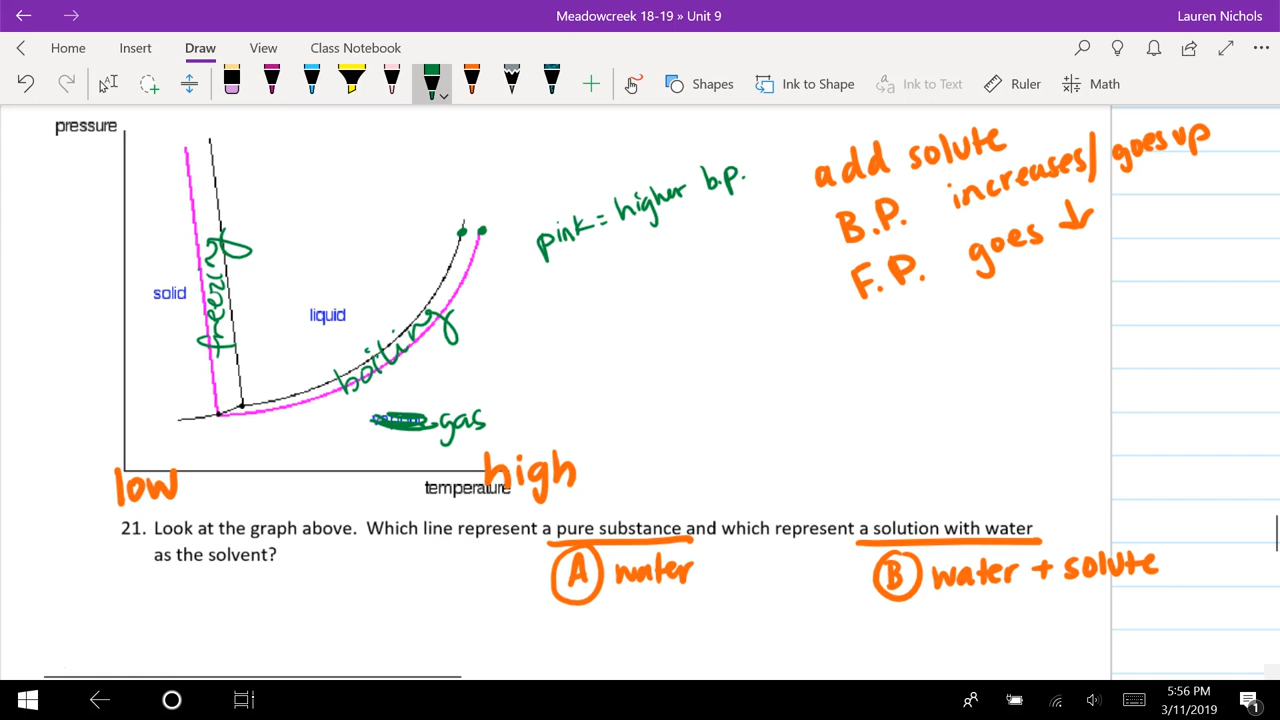 Meadowcreek 18-19 » Unit 9
Lauren Nichols
Home Insert Draw View Class Notebook
Shapes Ink to Shape Ink to Text Ruler Math
pressure
add solute
B.P. increases/ goes up
F.P. goes ↓
pink = higher b.p.
freezing
solid
liquid
boiling
gas
low
high
temperature
21. Look at the graph above. Which line represent a pure substance and which represent a solution with water
as the solvent?
A water
B water + solute
5:56 PM
3/11/2019
1